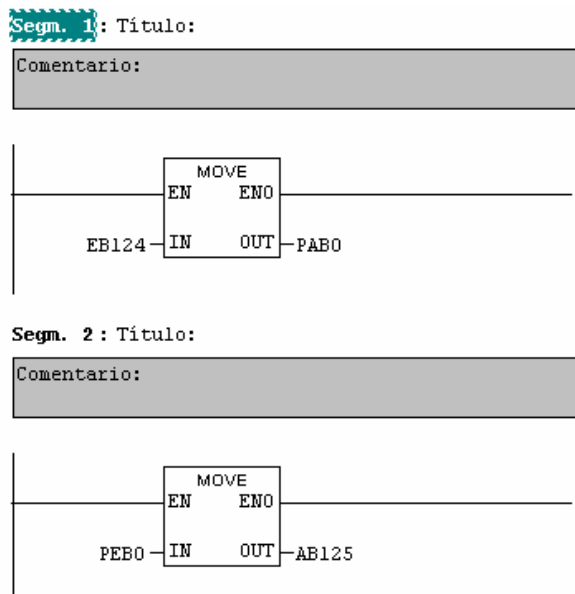 Segm. 1: Título:
Comentario:
MOVE
EN ENO
EB124 IN OUT PAB0
Segm. 2 : Título:
Comentario:
MOVE
EN ENO
PEB0 IN OUT AB125